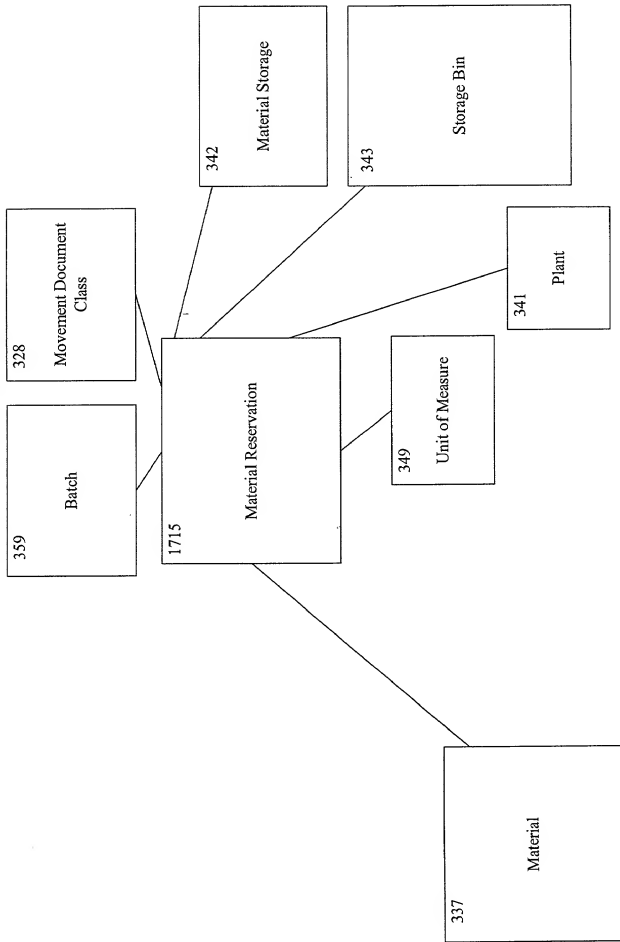 359
Batch
328
Movement Document
Class
342
Material Storage
343
Storage Bin
1715
Material Reservation
349
Unit of Measure
341
Plant
337
Material